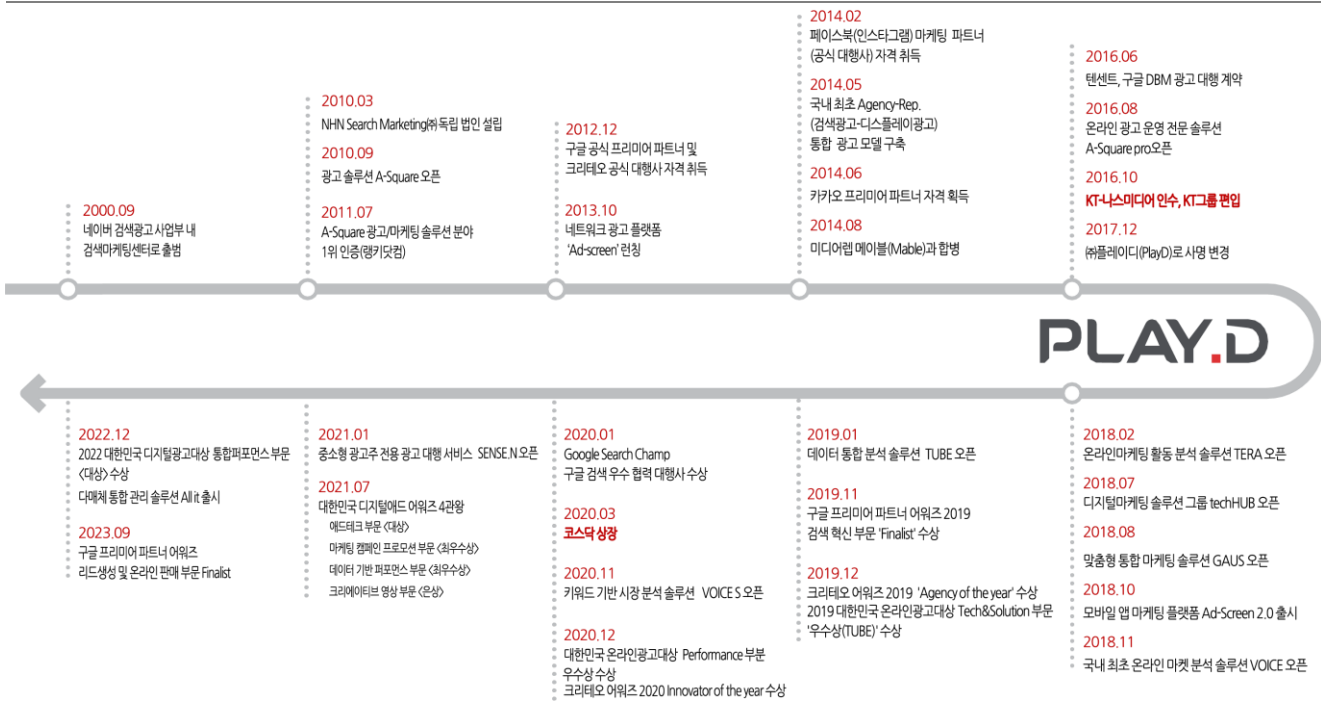 2000.09
네이버 검색광고 사업부 내
검색마케팅센터로 출범
2010.03
NHN Search Marketing㈜ 독립 법인 설립
2010.09
광고 솔루션 A-Square 오픈
2011.07
A-Square 광고/마케팅 솔루션 분야
1위 인증(랭키닷컴)
2012.12
구글 공식 프리미어 파트너 및
크리테오 공식 대행사 자격 취득
2013.10
네트워크 광고 플랫폼
'Ad-screen' 런칭
2014.02
페이스북(인스타그램) 마케팅 파트너
(공식 대행사) 자격 취득
2014.05
국내 최초 Agency-Rep.
(검색광고-디스플레이광고)
통합 광고 모델 구축
2014.06
카카오 프리미어 파트너 자격 획득
2014.08
미디어렙 메이블(Mable)과 합병
2016.06
텐센트, 구글 DBM 광고 대행 계약
2016.08
온라인 광고 운영 전문 솔루션
A-Square pro오픈
2016.10
KT-나스미디어 인수, KT그룹 편입
2017.12
㈜플레이디(PlayD)로 사명 변경
PLAY.D
2018.02
온라인마케팅 활동 분석 솔루션 TERA 오픈
2018.07
디지털마케팅 솔루션 그룹 techHUB 오픈
2018.08
맞춤형 통합 마케팅 솔루션 GAUS 오픈
2018.10
모바일 앱 마케팅 플랫폼 Ad-Screen 2.0 출시
2018.11
국내 최초 온라인 마켓 분석 솔루션 VOICE 오픈
2019.01
데이터 통합 분석 솔루션 TUBE 오픈
2019.11
구글 프리미어 파트너 어워즈 2019
검색 혁신 부문 'Finalist' 수상
2019.12
크리테오 어워즈 2019 'Agency of the year' 수상
2019 대한민국 온라인광고대상 Tech&Solution 부문
'우수상(TUBE)' 수상
2020.01
Google Search Champ
구글 검색 우수 협력 대행사 수상
2020.03
코스닥 상장
2020.11
키워드 기반 시장 분석 솔루션 VOICE S 오픈
2020.12
대한민국 온라인광고대상 Performance 부분
우수상 수상
크리테오 어워즈 2020 Innovator of the year 수상
2021.01
중소형 광고주 전용 광고 대행 서비스 SENSE.N 오픈
2021.07
대한민국 디지털애드 어워즈 4관왕
애드테크 부문 <대상>
마케팅 캠페인 프로모션 부문 <최우수상>
데이터 기반 퍼포먼스 부문 <최우수상>
크리에이티브 영상 부문 <은상>
2022.12
2022 대한민국 디지털광고대상 통합퍼포먼스 부문
<대상> 수상
다매체 통합 관리 솔루션 All it 출시
2023.09
구글 프리미어 파트너 어워즈
리드생성 및 온라인 판매 부문 Finalist